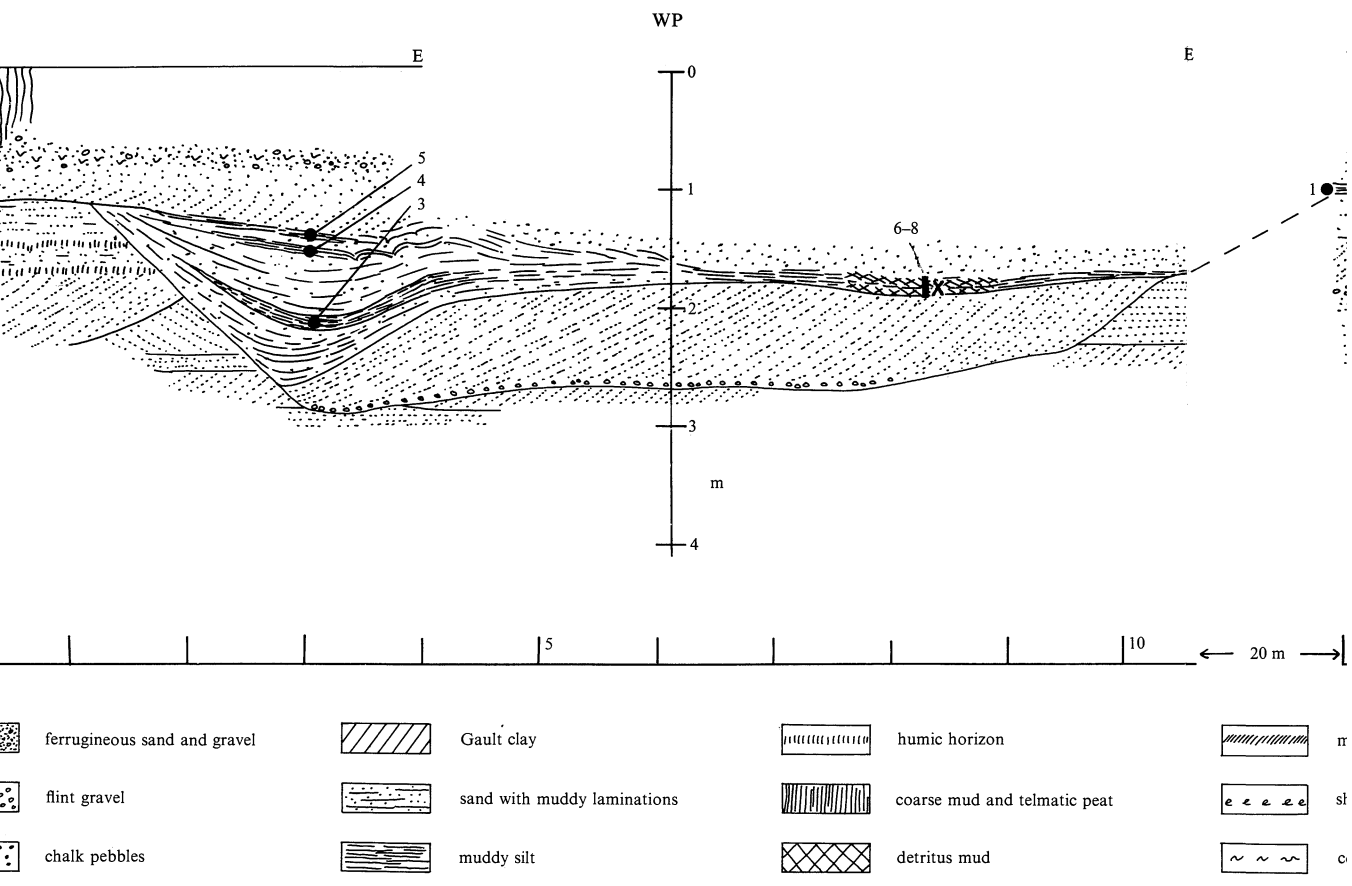 WP
E
E
0
5
4
3
1
1
6–8
2
3
m
4
5
10
20 m
ferrugineous sand and gravel
Gault clay
humic horizon
m
flint gravel
sand with muddy laminations
coarse mud and telmatic peat
sh
chalk pebbles
muddy silt
detritus mud